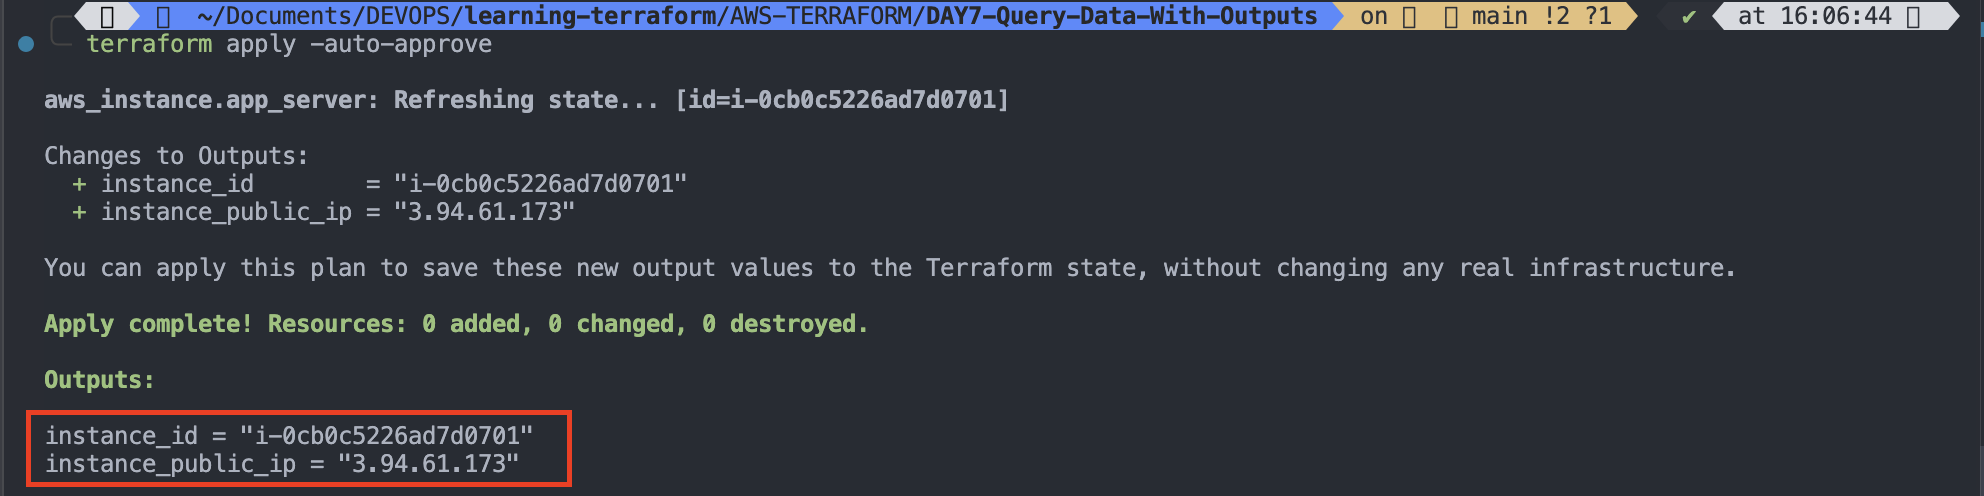 ~/Documents/DEVOPS/learning-terraform/AWS-TERRAFORM/DAY7-Query-Data-With-Outputs on main !2 ?1 ✔ at 16:06:44
terraform apply -auto-approve
aws_instance.app_server: Refreshing state... [id=i-0cb0c5226ad7d0701]
Changes to Outputs:
+ instance_id = "i-0cb0c5226ad7d0701"
+ instance_public_ip = "3.94.61.173"
You can apply this plan to save these new output values to the Terraform state, without changing any real infrastructure.
Apply complete! Resources: 0 added, 0 changed, 0 destroyed.
Outputs:
instance_id = "i-0cb0c5226ad7d0701"
instance_public_ip = "3.94.61.173"